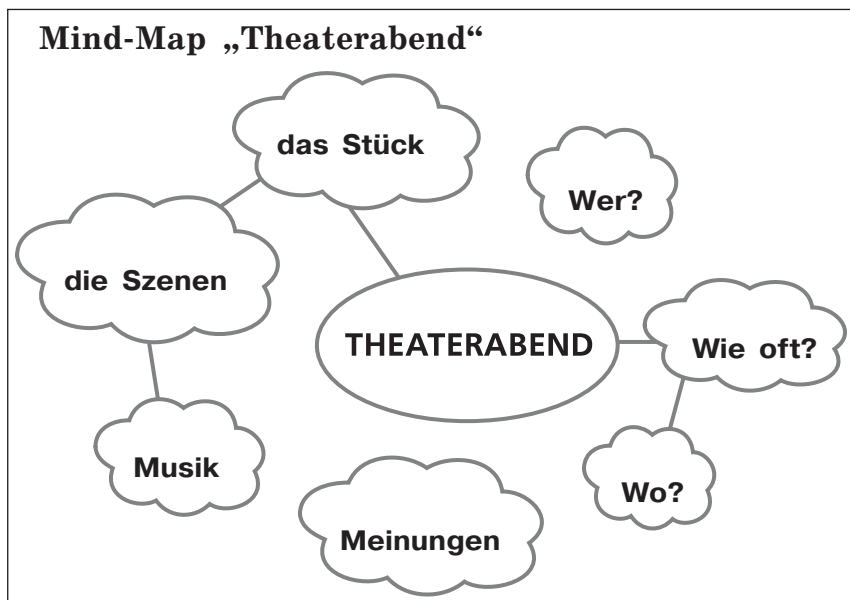 Mind-Map „Theaterabend“
das Stück
Wer?
die Szenen
THEATERABEND
Wie oft?
Musik
Wo?
Meinungen